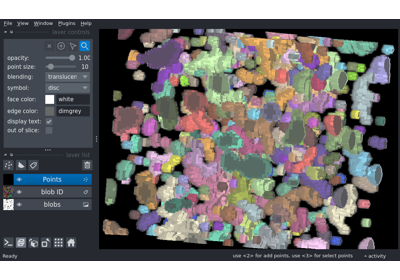 File View Window Plugins Help
layer controls
opacity: 1.00
point size: 10
blending: translucen
symbol: disc
face color: white
edge color: dimgrey
display text:
out of slice:
layer list
Points
blob ID
blobs
Ready
use <2> for add points, use <3> for select points
activity